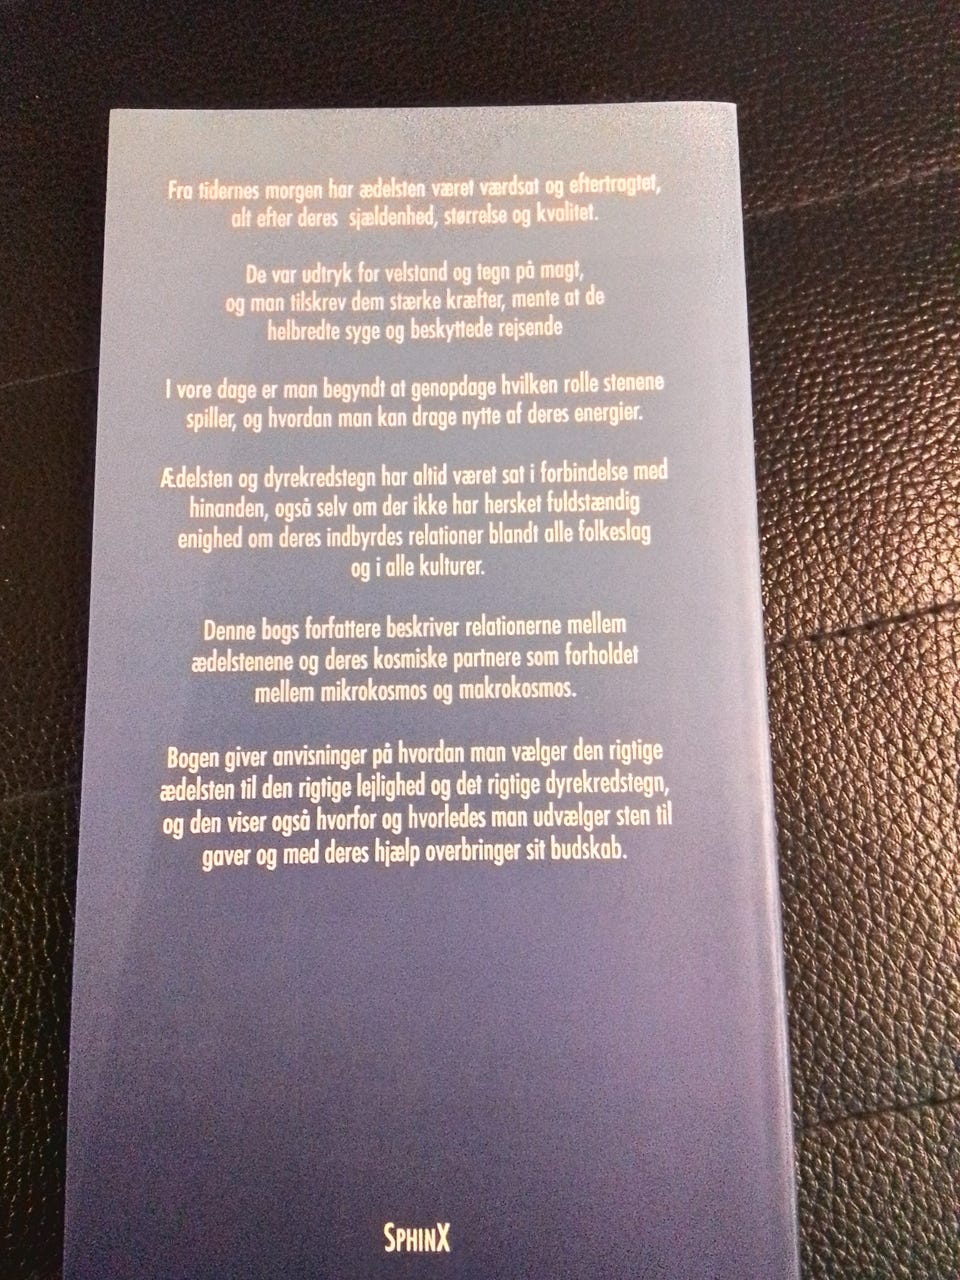 Fra tidernes morgen har ædelsten været værdsat og eftertragtet,
alt efter deres sjældenhed, størrelse og kvalitet.
De var udtryk for velstand og tegn på magt,
og man tilskrev dem stærke kræfter, mente at de
helbredte syge og beskyttede rejsende
I vore dage er man begyndt at genopdage hvilken rolle stenene
spiller, og hvordan man kan drage nytte af deres energier.
Ædelsten og dyrekredstegn har altid været sat i forbindelse med
hinanden, også selv om der ikke har hersket fuldstændig
enighed om deres indbyrdes relationer blandt alle folkeslag
og i alle kulturer.
Denne bogs forfattere beskriver relationerne mellem
ædelstenene og deres kosmiske partnere som forholdet
mellem mikrokosmos og makrokosmos.
Bogen giver anvisninger på hvordan man vælger den rigtige
ædelsten til den rigtige lejlighed og det rigtige dyrekredstegn,
og den viser også hvorfor og hvorledes man udvælger sten til
gaver og med deres hjælp overbringer sit budskab.
SPHINX